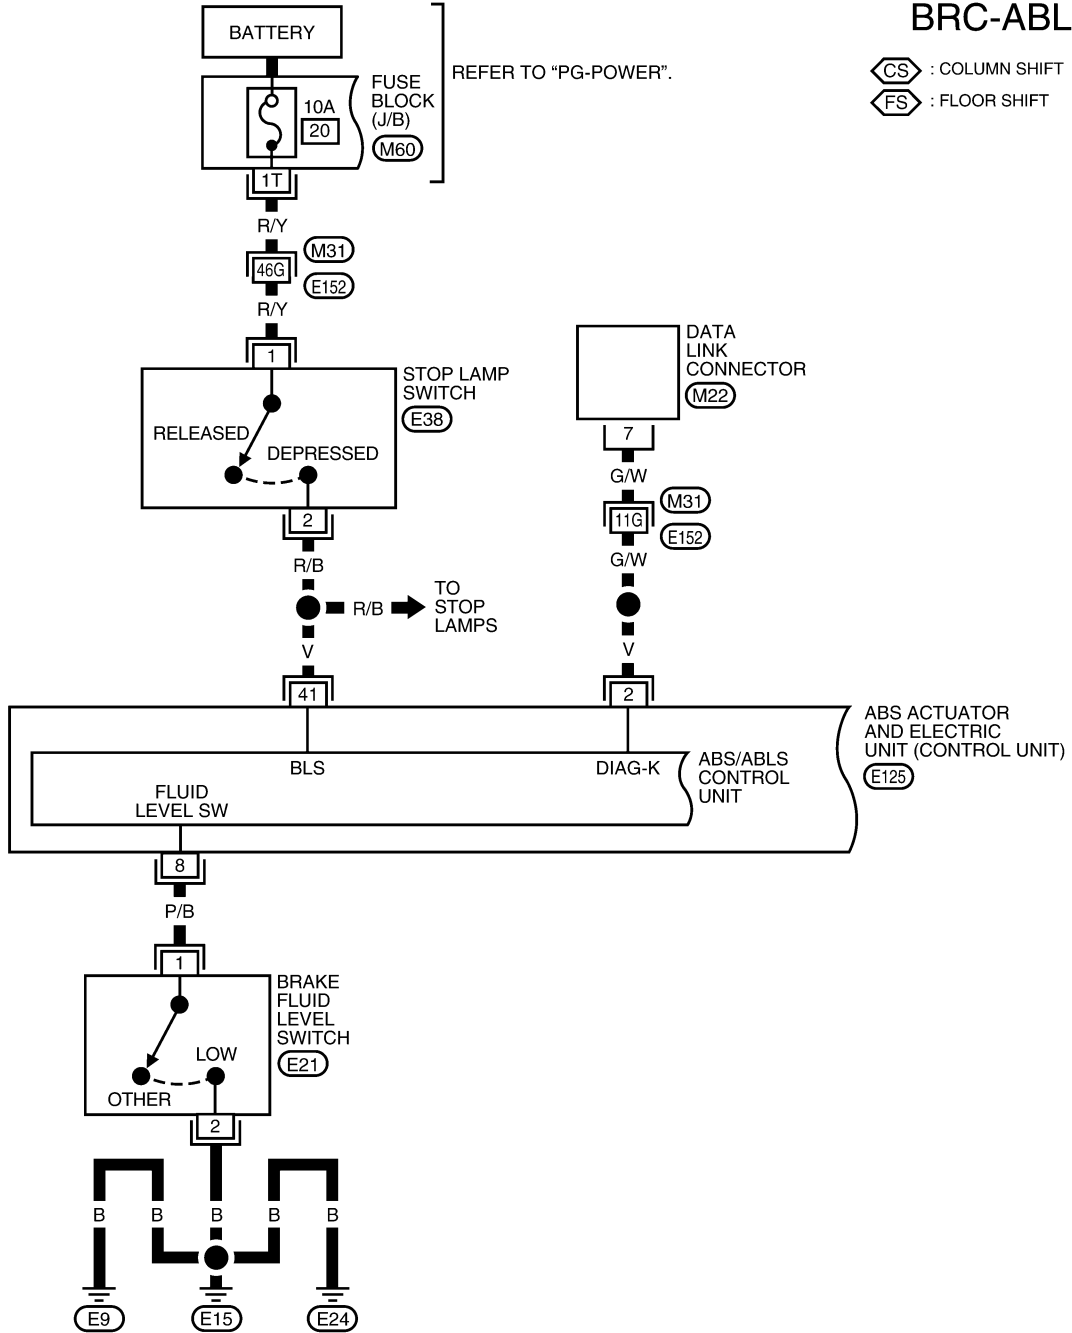 BRC-ABL
CS : COLUMN SHIFT
FS : FLOOR SHIFT
BATTERY
REFER TO “PG-POWER”.
10A
20
FUSE
BLOCK
(J/B)
M60
1T
R/Y
46G
M31
E152
R/Y
1
STOP LAMP
SWITCH
E38
RELEASED
DEPRESSED
2
R/B
R/B
TO
STOP
LAMPS
V
41
DATA
LINK
CONNECTOR
M22
7
G/W
11G
M31
E152
G/W
V
2
ABS ACTUATOR
AND ELECTRIC
UNIT (CONTROL UNIT)
E125
BLS
DIAG-K
ABS/ABLS
CONTROL
UNIT
FLUID
LEVEL SW
8
P/B
1
BRAKE
FLUID
LEVEL
SWITCH
E21
LOW
OTHER
2
B B B B B
E9 E15 E24